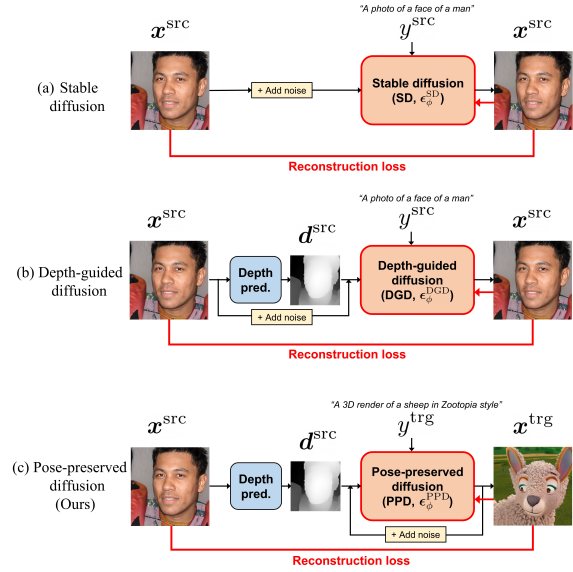 “A photo of a face of a man”
x^src
y^src
x^src
(a) Stable
diffusion
+ Add noise
Stable diffusion
(SD, ϵ_ϕ^SD)
Reconstruction loss
“A photo of a face of a man”
x^src
d^src
y^src
x^src
(b) Depth-guided
diffusion
Depth
pred.
+ Add noise
Depth-guided
diffusion
(DGD, ϵ_ϕ^DGD)
Reconstruction loss
“A 3D render of a sheep in Zootopia style”
x^src
d^src
y^trg
x^trg
(c) Pose-preserved
diffusion
(Ours)
Depth
pred.
Pose-preserved
diffusion
(PPD, ϵ_ϕ^PPD)
+ Add noise
Reconstruction loss